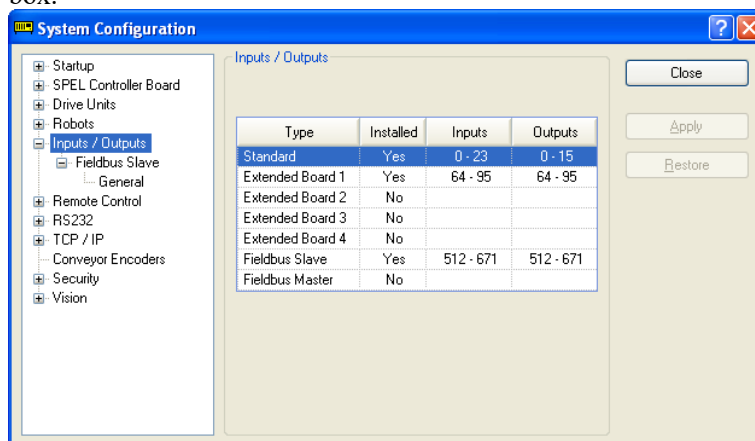 box.
System Configuration
Startup
SPEL Controller Board
Drive Units
Robots
Inputs / Outputs
Fieldbus Slave
General
Remote Control
RS232
TCP / IP
Conveyor Encoders
Security
Vision
Inputs / Outputs
Type Installed Inputs Outputs
Standard Yes 0 - 23 0 - 15
Extended Board 1 Yes 64 - 95 64 - 95
Extended Board 2 No
Extended Board 3 No
Extended Board 4 No
Fieldbus Slave Yes 512 - 671 512 - 671
Fieldbus Master No
Close
Apply
Restore